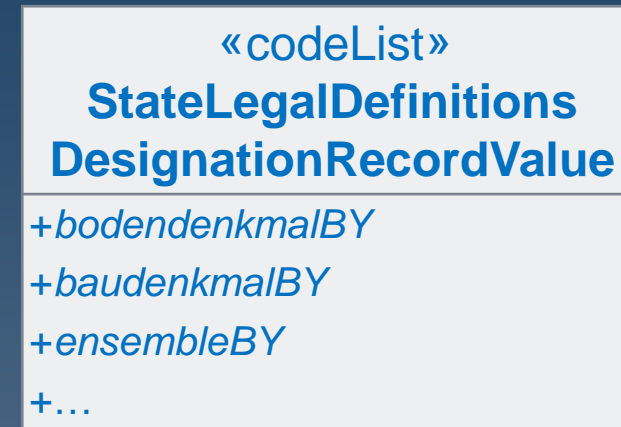 «codeList»
StateLegalDefinitions
DesignationRecordValue
+bodendenkmalBY
+baudenkmalBY
+ensembleBY
+…